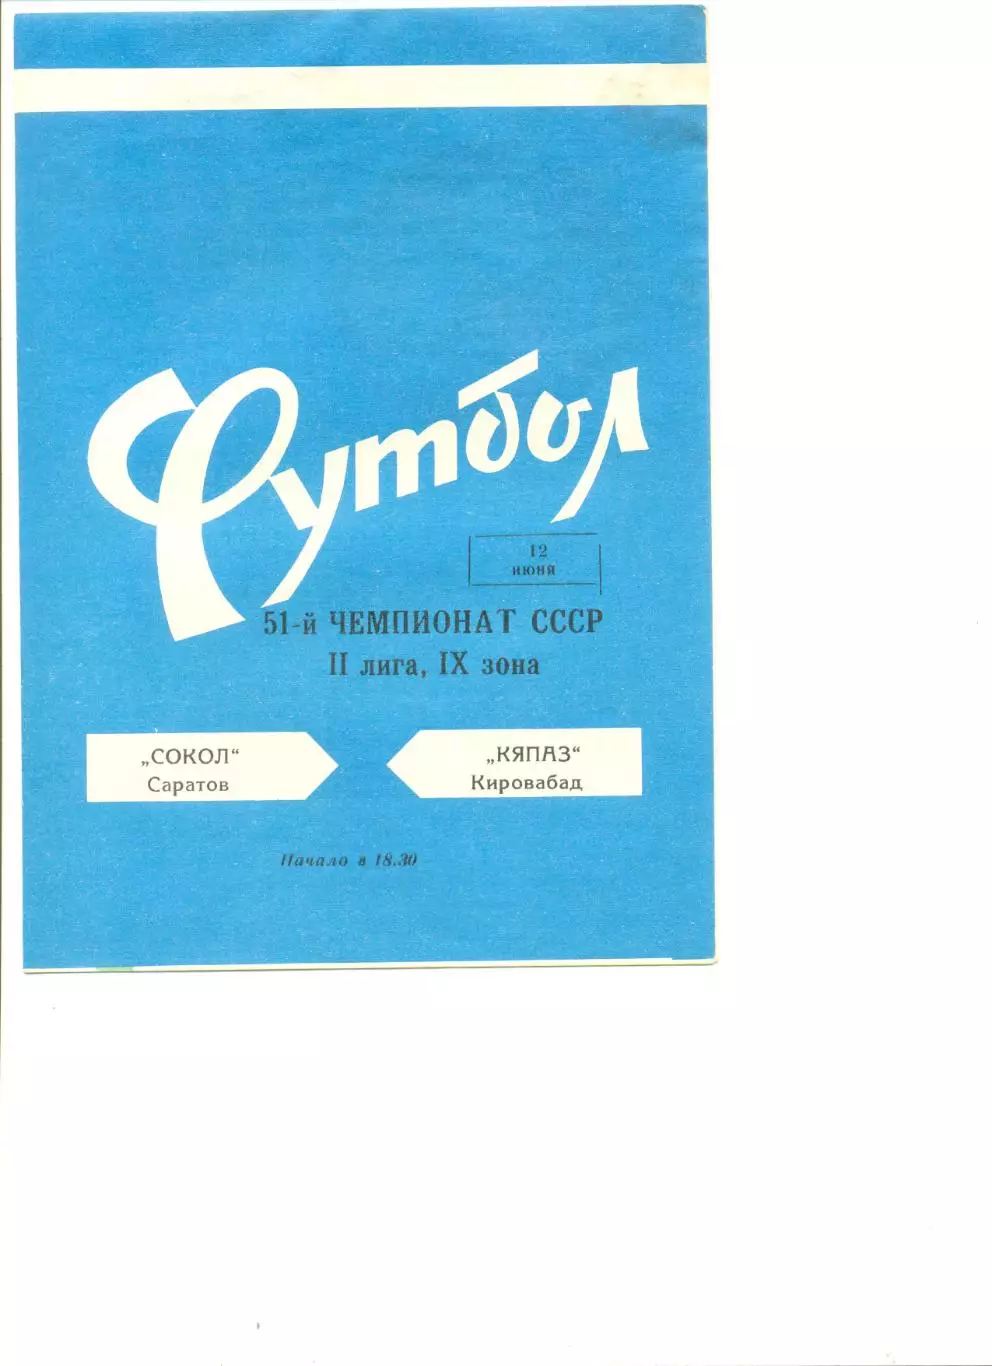 Футбол
12
июня
51-й ЧЕМПИОНАТ СССР
II лига, IX зона
„СОКОЛ“
Саратов
„КЯПАЗ“
Кировабад
Начало в 18.30